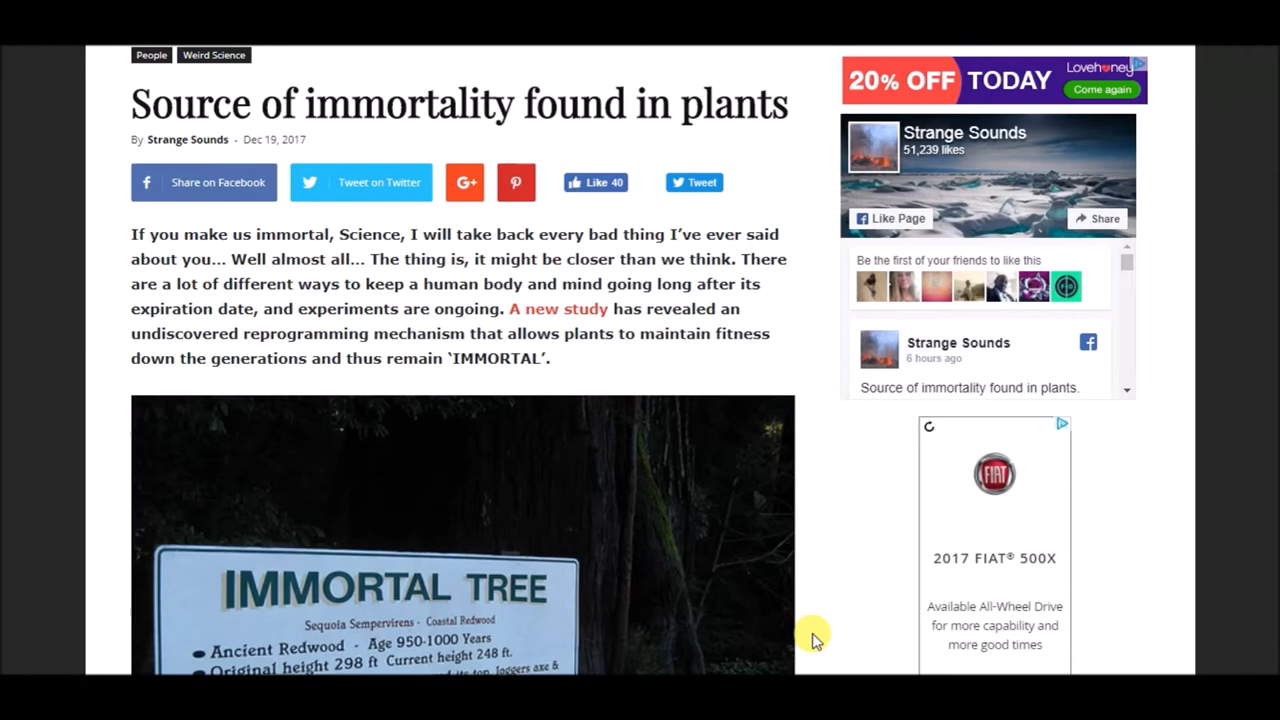 People
Weird Science
Source of immortality found in plants
By Strange Sounds - Dec 19, 2017
Share on Facebook
Tweet on Twitter
G+
Like 40
Tweet
If you make us immortal, Science, I will take back every bad thing I've ever said
about you... Well almost all... The thing is, it might be closer than we think. There
are a lot of different ways to keep a human body and mind going long after its
expiration date, and experiments are ongoing. A new study has revealed an
undiscovered reprogramming mechanism that allows plants to maintain fitness
down the generations and thus remain ‘IMMORTAL’.
IMMORTAL TREE
Sequoia Sempervirens - Coastal Redwood
Ancient Redwood - Age 950-1000 Years
Original height 298 ft Current height 248 ft.
its top, loggers axe &
20% OFF TODAY
Lovehoney
Come again
Strange Sounds
51,239 likes
Like Page
Share
Be the first of your friends to like this
Strange Sounds
6 hours ago
Source of immortality found in plants.
FIAT
2017 FIAT® 500X
Available All-Wheel Drive
for more capability and
more good times